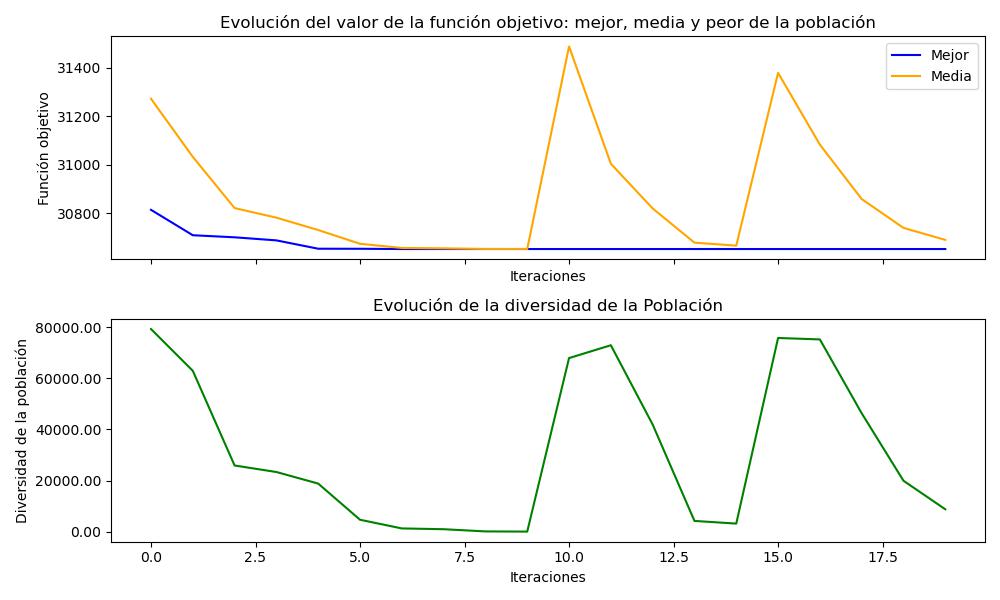 Evolución del valor de la función objetivo: mejor, media y peor de la población
Función objetivo
31400
31200
31000
30800
Mejor
Media
Iteraciones
Evolución de la diversidad de la Población
Diversidad de la población
80000.00
60000.00
40000.00
20000.00
0.00
0.0 2.5 5.0 7.5 10.0 12.5 15.0 17.5
Iteraciones